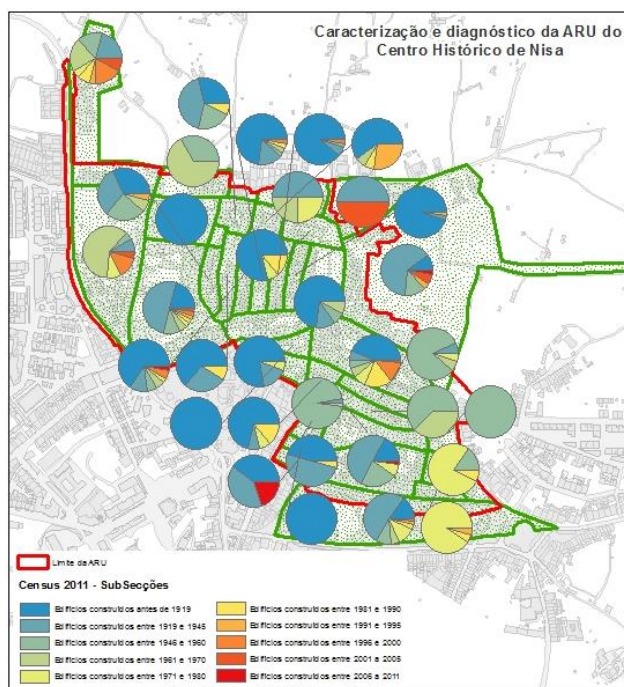 Caracterização e diagnóstico da ARU do
Centro Histórico de Nisa
Limite da ARU
Census 2011 - SubSecções
Edifícios construídos antes de 1919
Edifícios construídos entre 1919 e 1945
Edifícios construídos entre 1946 e 1960
Edifícios construídos entre 1961 e 1970
Edifícios construídos entre 1971 e 1980
Edifícios construídos entre 1981 e 1990
Edifícios construídos entre 1991 e 1995
Edifícios construídos entre 1996 e 2000
Edifícios construídos entre 2001 a 2005
Edifícios construídos entre 2006 a 2011